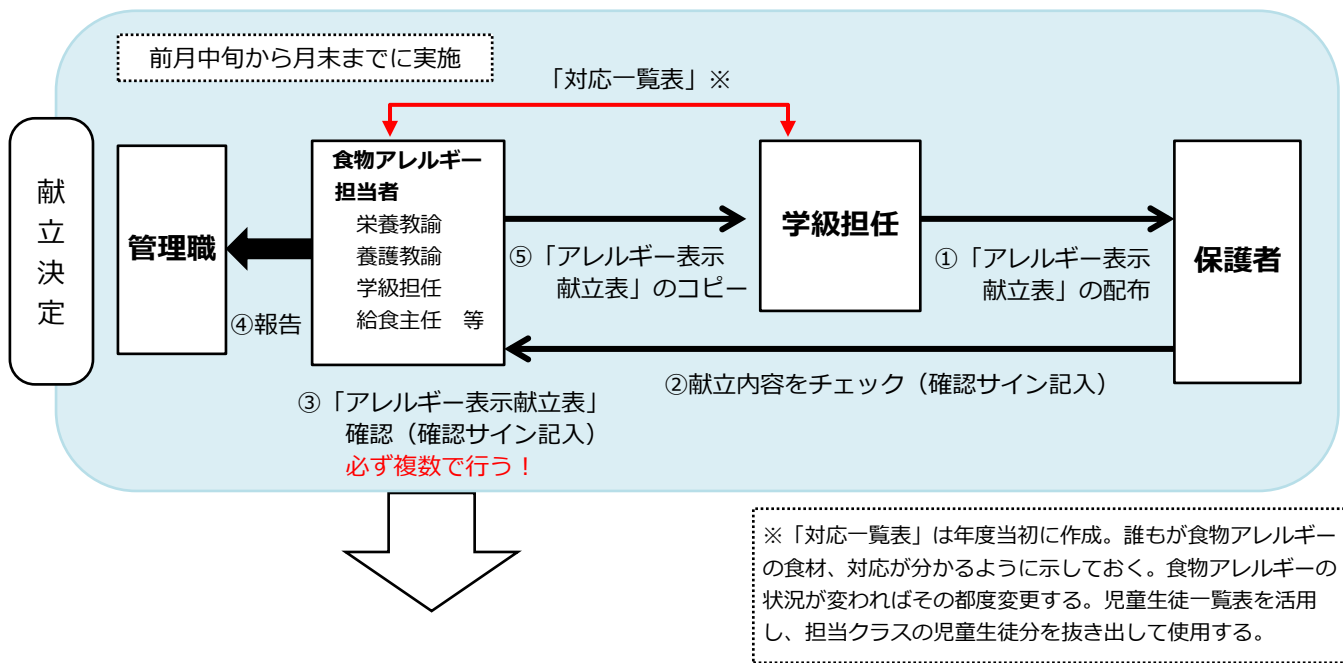 前月中旬から月末までに実施
「対応一覧表」※
献立決定
管理職
食物アレルギー
担当者
栄養教諭
養護教諭
学級担任
給食主任　等
学級担任
保護者
⑤「アレルギー表示
献立表」のコピー
①「アレルギー表示
献立表」の配布
④報告
②献立内容をチェック（確認サイン記入）
③「アレルギー表示献立表」
確認（確認サイン記入）
必ず複数で行う！
※「対応一覧表」は年度当初に作成。誰もが食物アレルギー
の食材、対応が分かるように示しておく。食物アレルギーの
状況が変わればその都度変更する。児童生徒一覧表を活用
し、担当クラスの児童生徒分を抜き出して使用する。